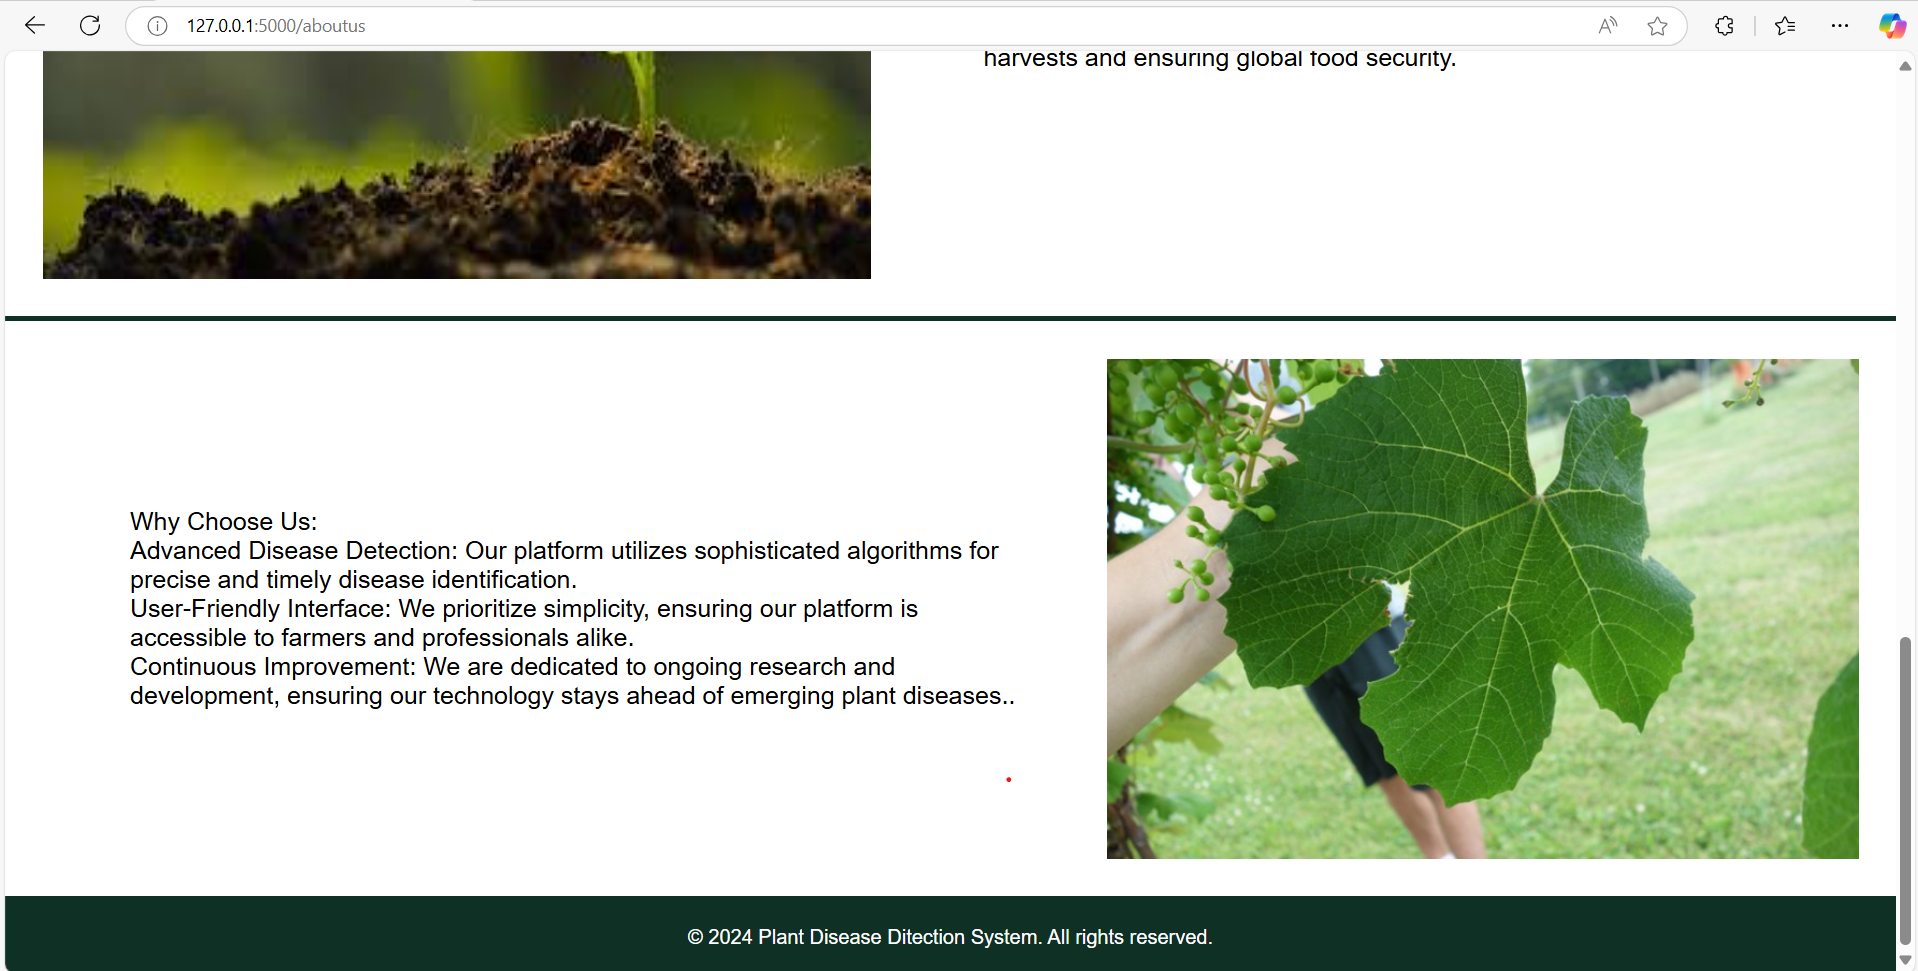 127.0.0.1:5000/aboutus
harvests and ensuring global food security.
Why Choose Us:
Advanced Disease Detection: Our platform utilizes sophisticated algorithms for
precise and timely disease identification.
User-Friendly Interface: We prioritize simplicity, ensuring our platform is
accessible to farmers and professionals alike.
Continuous Improvement: We are dedicated to ongoing research and
development, ensuring our technology stays ahead of emerging plant diseases..
© 2024 Plant Disease Ditection System. All rights reserved.